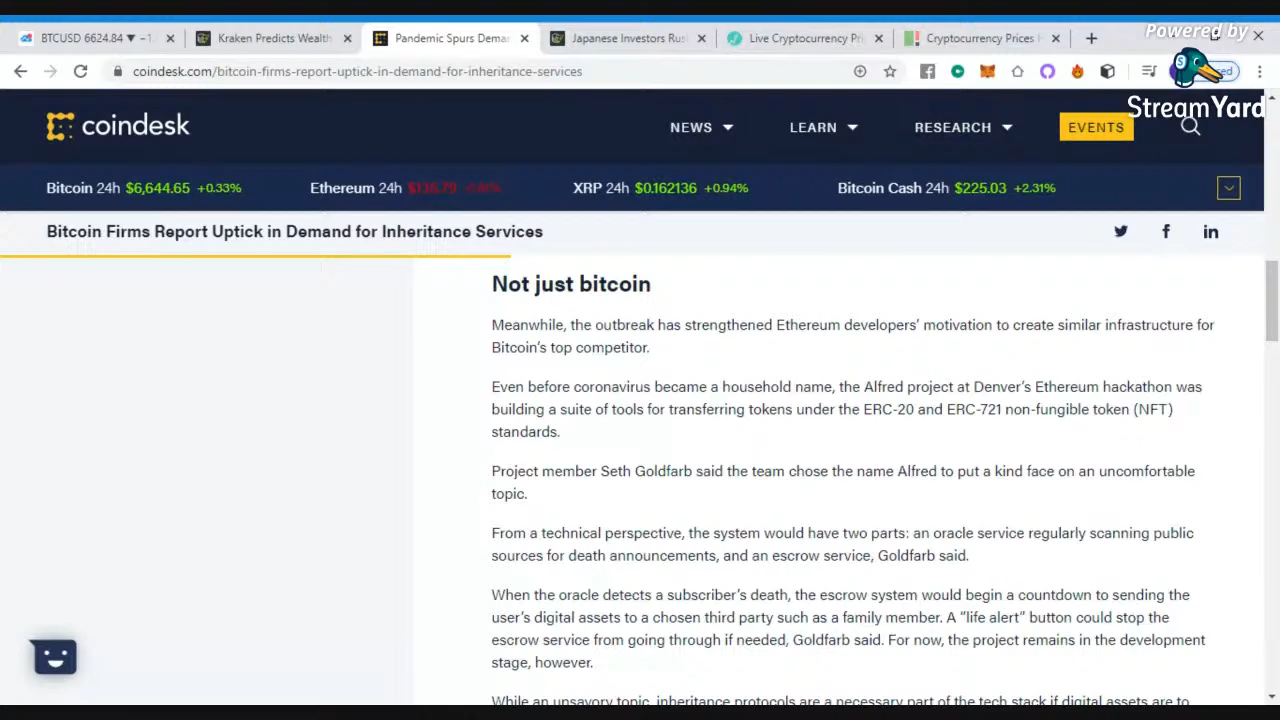 BTCUSD 6624.84 ▼ −1.
Kraken Predicts Wealth
Pandemic Spurs Dema
Japanese Investors Rus
Live Cryptocurrency Pri
Cryptocurrency Prices
Powered by
StreamYard
coindesk.com/bitcoin-firms-report-uptick-in-demand-for-inheritance-services
coindesk
NEWS
LEARN
RESEARCH
EVENTS
Bitcoin 24h $6,644.65 +0.33%
Ethereum 24h
XRP 24h $0.162136 +0.94%
Bitcoin Cash 24h $225.03 +2.31%
Bitcoin Firms Report Uptick in Demand for Inheritance Services
Not just bitcoin
Meanwhile, the outbreak has strengthened Ethereum developers’ motivation to create similar infrastructure for
Bitcoin’s top competitor.
Even before coronavirus became a household name, the Alfred project at Denver’s Ethereum hackathon was
building a suite of tools for transferring tokens under the ERC-20 and ERC-721 non-fungible token (NFT)
standards.
Project member Seth Goldfarb said the team chose the name Alfred to put a kind face on an uncomfortable
topic.
From a technical perspective, the system would have two parts: an oracle service regularly scanning public
sources for death announcements, and an escrow service, Goldfarb said.
When the oracle detects a subscriber’s death, the escrow system would begin a countdown to sending the
user’s digital assets to a chosen third party such as a family member. A “life alert” button could stop the
escrow service from going through if needed, Goldfarb said. For now, the project remains in the development
stage, however.
While an unsavory topic, inheritance protocols are a necessary part of the tech stack if digital assets are to